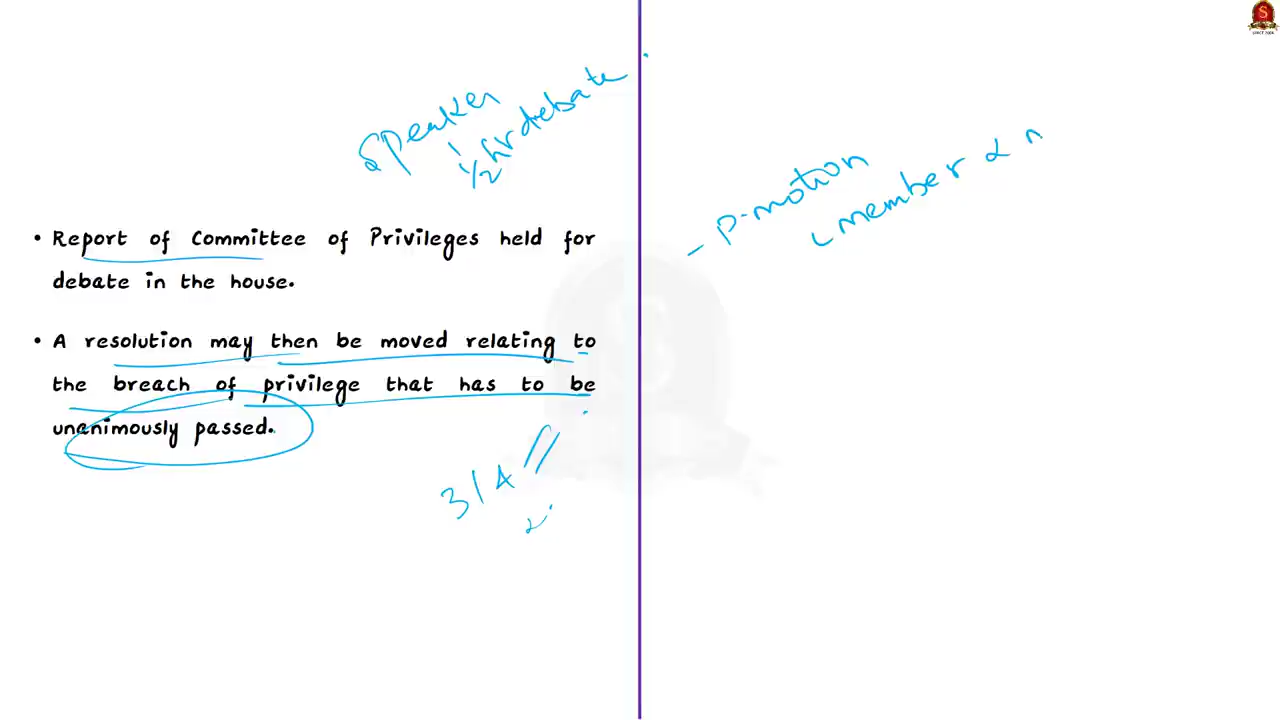 Speaker
1/2 hr debate
• Report of Committee of Privileges held for
debate in the house.
• A resolution may then be moved relating to
the breach of privilege that has to be
unanimously passed.
3/4
- p.motion
member